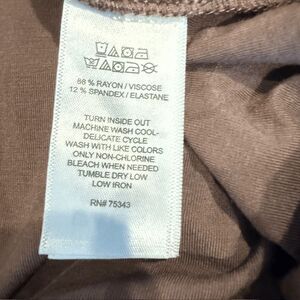 88 % RAYON / VISCOSE
12 % SPANDEX / ELASTANE
TURN INSIDE OUT
MACHINE WASH COOL-
DELICATE CYCLE
WASH WITH LIKE COLORS
ONLY NON-CHLORINE
BLEACH WHEN NEEDED
TUMBLE DRY LOW
LOW IRON
RN# 75343